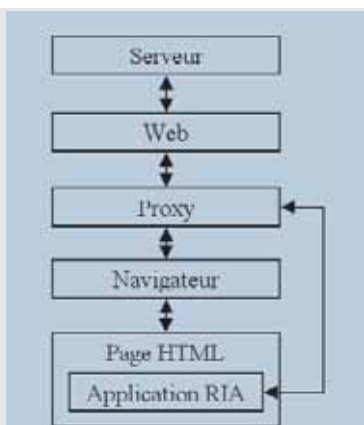 Serveur
Web
Proxy
Navigateur
Page HTML
Application RIA